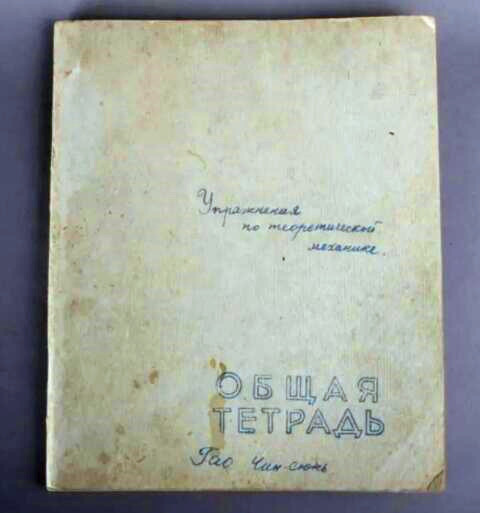 Упражнения
по теоретической
механике.
ОБЩАЯ
ТЕТРАДЬ
Гао Чин-сюнь